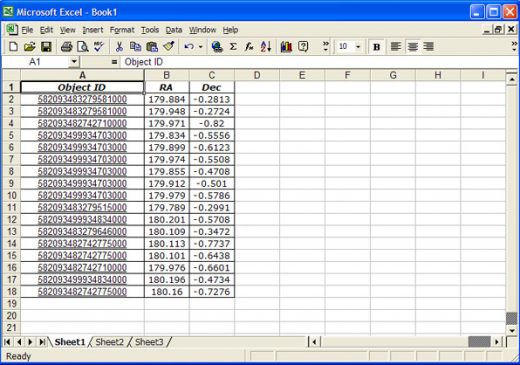 Microsoft Excel - Book1
File Edit View Insert Format Tools Data Window Help
10 B
A1 = Object ID
A B C D E F G H I
1 Object ID RA Dec
2 582093483279581000 179.884 -0.2813
3 582093483279581000 179.948 -0.2724
4 582093482742710000 179.971 -0.82
5 582093499934703000 179.834 -0.5556
6 582093499934703000 179.899 -0.6123
7 582093499934703000 179.974 -0.5508
8 582093499934703000 179.855 -0.4708
9 582093499934703000 179.912 -0.501
10 582093499934703000 179.979 -0.5786
11 582093483279515000 179.789 -0.2991
12 582093499934834000 180.201 -0.5708
13 582093483279646000 180.109 -0.3472
14 582093482742775000 180.113 -0.7737
15 582093482742775000 180.101 -0.6438
16 582093482742710000 179.976 -0.6601
17 582093499934834000 180.196 -0.4734
18 582093482742775000 180.16 -0.7276
19
20
21
Sheet1 Sheet2 Sheet3
Ready